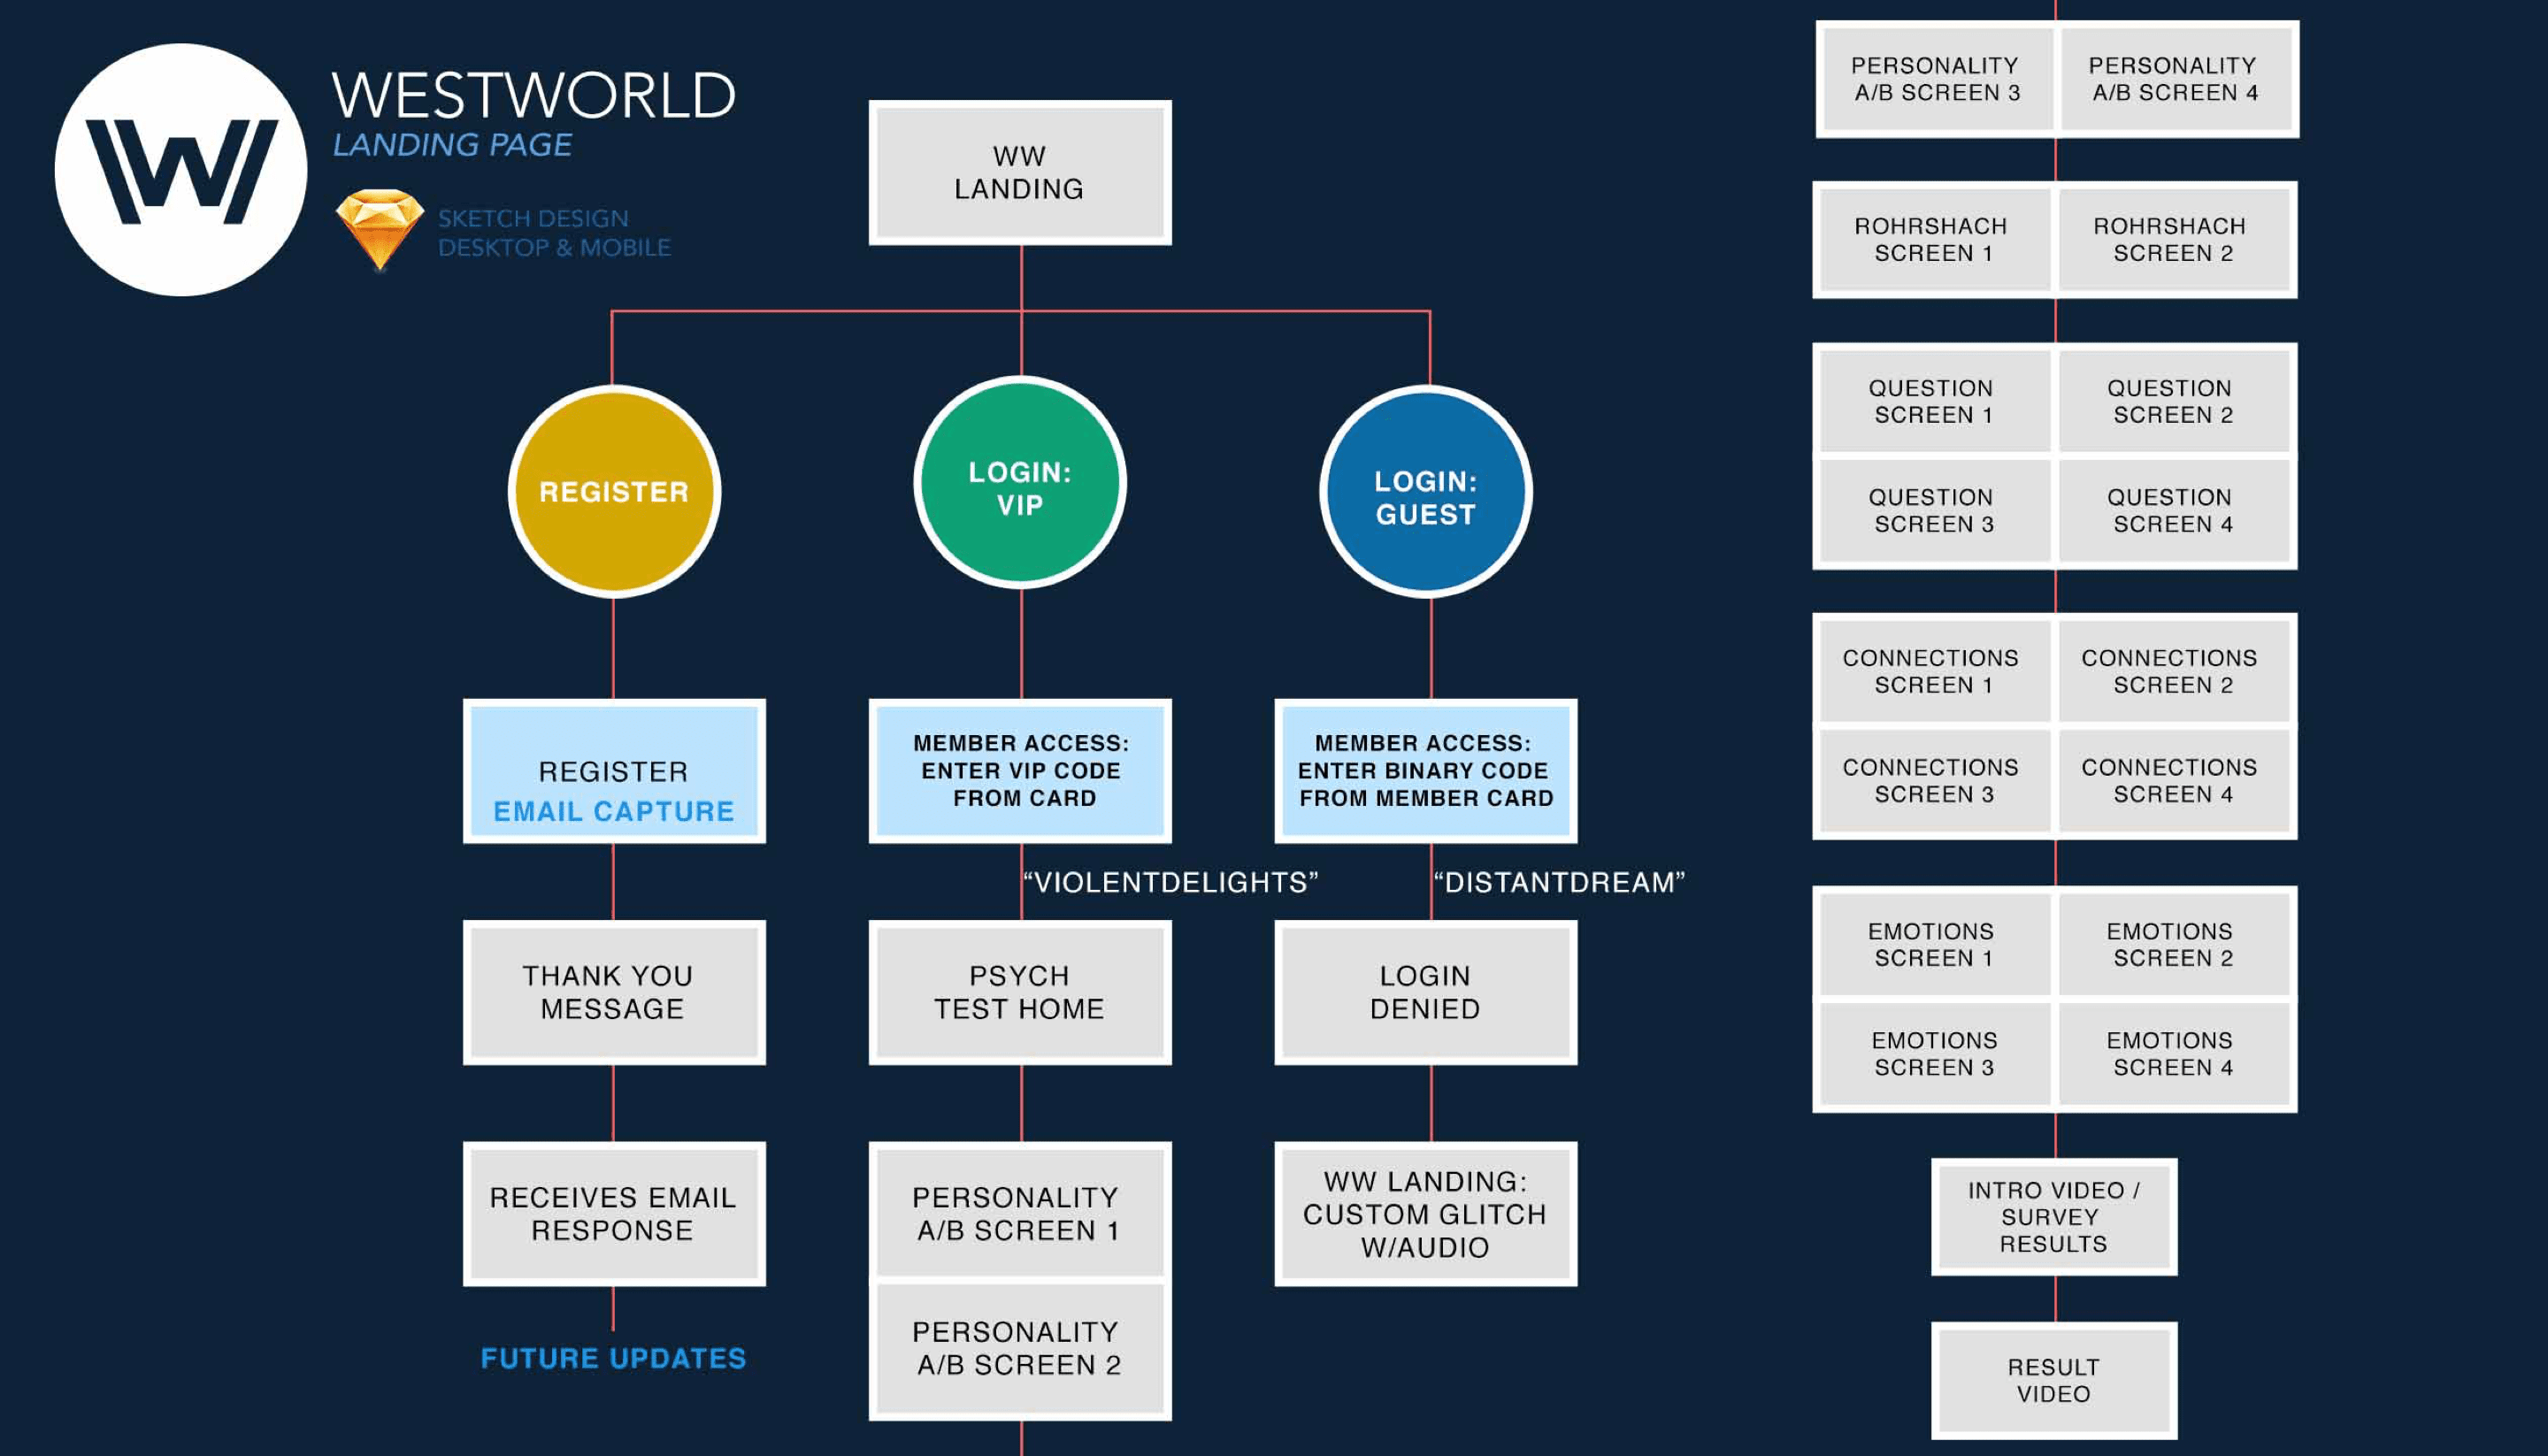 WESTWORLD
LANDING PAGE
SKETCH DESIGN
DESKTOP & MOBILE
WW
LANDING
REGISTER
LOGIN:
VIP
LOGIN:
GUEST
REGISTER
EMAIL CAPTURE
THANK YOU
MESSAGE
RECEIVES EMAIL
RESPONSE
FUTURE UPDATES
MEMBER ACCESS:
ENTER VIP CODE
FROM CARD
“VIOLENTDELIGHTS”
PSYCH
TEST HOME
PERSONALITY
A/B SCREEN 1
PERSONALITY
A/B SCREEN 2
MEMBER ACCESS:
ENTER BINARY CODE
FROM MEMBER CARD
“DISTANTDREAM”
LOGIN
DENIED
WW LANDING:
CUSTOM GLITCH
W/AUDIO
PERSONALITY
A/B SCREEN 3
PERSONALITY
A/B SCREEN 4
ROHRSHACH
SCREEN 1
ROHRSHACH
SCREEN 2
QUESTION
SCREEN 1
QUESTION
SCREEN 2
QUESTION
SCREEN 3
QUESTION
SCREEN 4
CONNECTIONS
SCREEN 1
CONNECTIONS
SCREEN 2
CONNECTIONS
SCREEN 3
CONNECTIONS
SCREEN 4
EMOTIONS
SCREEN 1
EMOTIONS
SCREEN 2
EMOTIONS
SCREEN 3
EMOTIONS
SCREEN 4
INTRO VIDEO /
SURVEY
RESULTS
RESULT
VIDEO